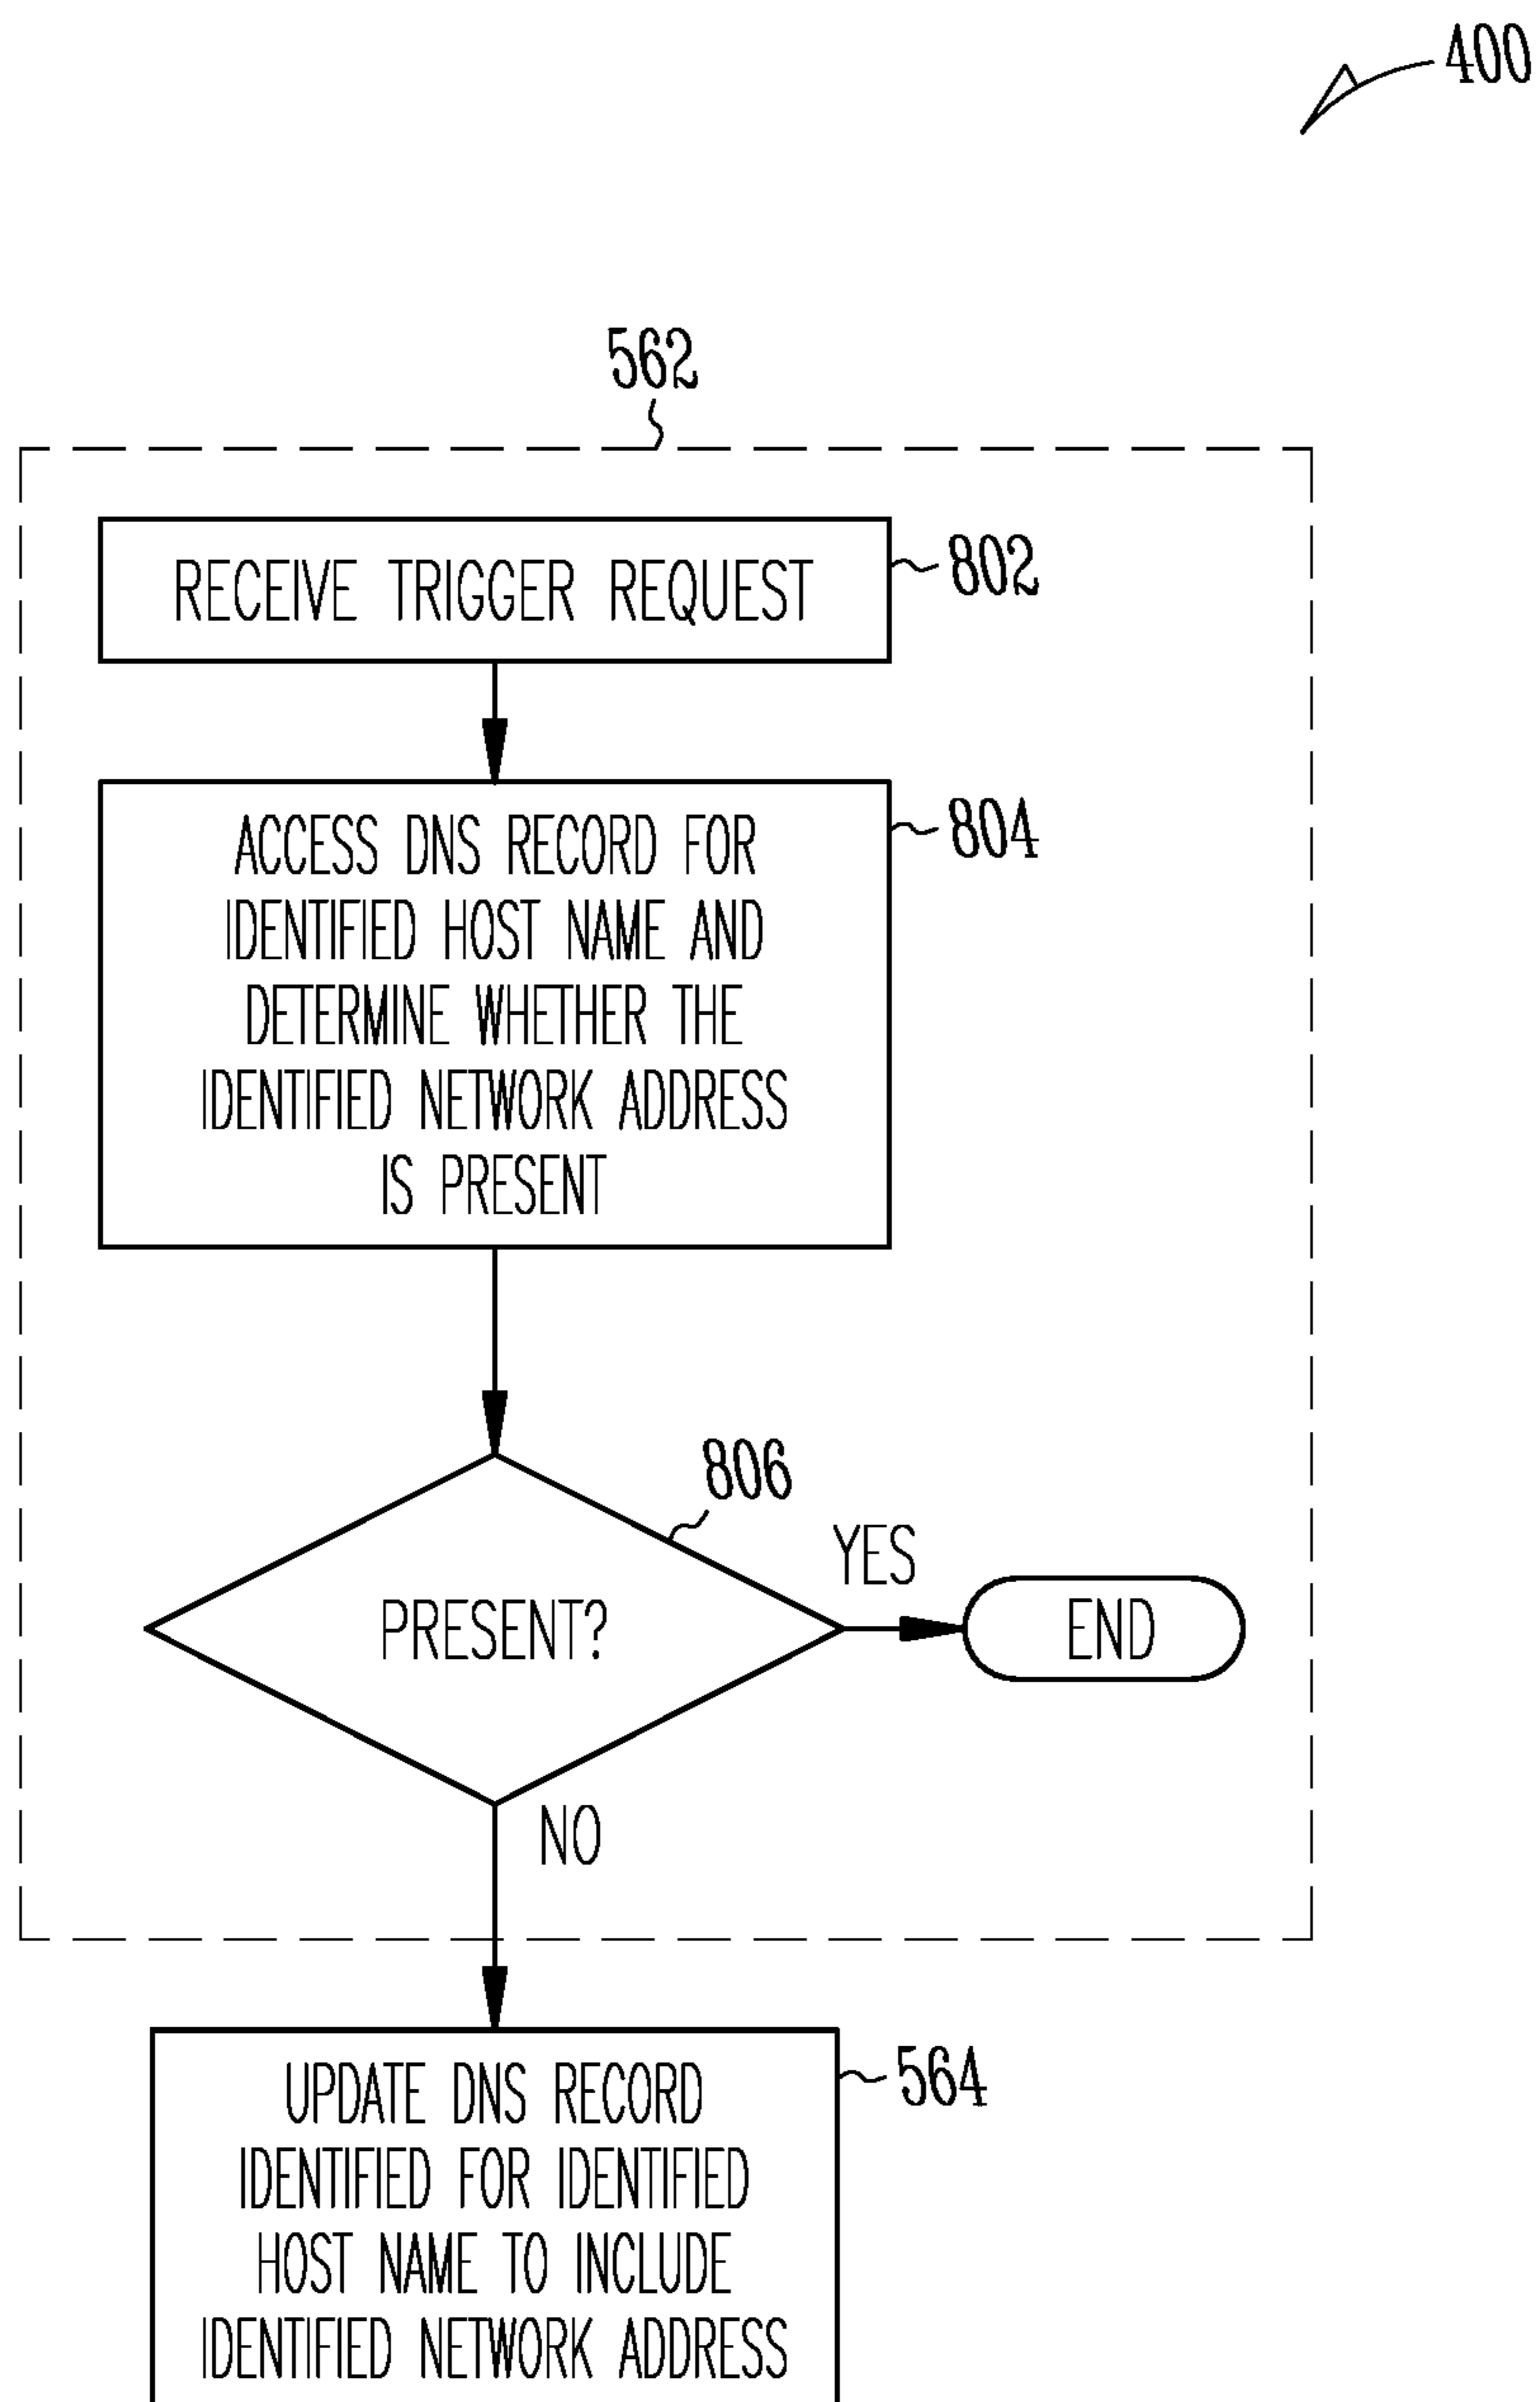 400
562
RECEIVE TRIGGER REQUEST
802
ACCESS DNS RECORD FOR
804
IDENTIFIED HOST NAME AND
DETERMINE WHETHER THE
IDENTIFIED NETWORK ADDRESS
IS PRESENT
806
YES
PRESENT?
END
NO
UPDATE DNS RECORD
564
IDENTIFIED FOR IDENTIFIED
HOST NAME TO INCLUDE
IDENTIFIED NETWORK ADDRESS